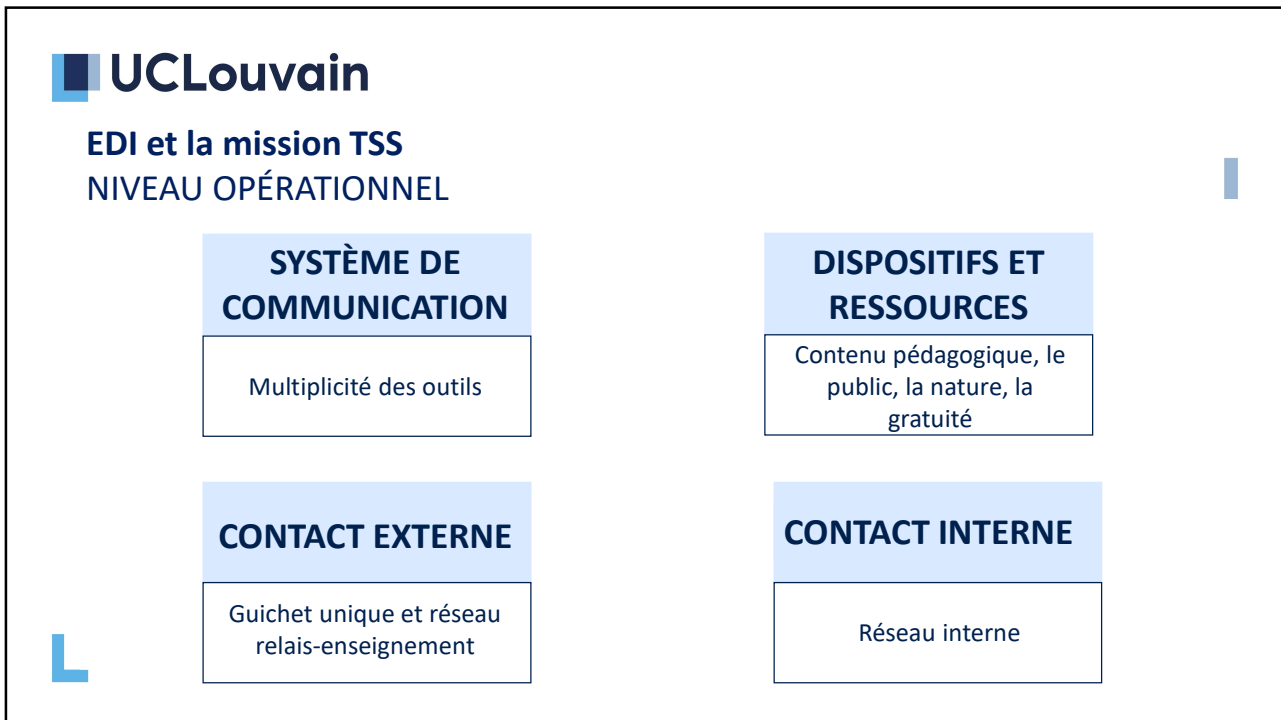 UCLouvain
EDI et la mission TSS
NIVEAU OPÉRATIONNEL
SYSTÈME DE
COMMUNICATION
Multiplicité des outils
DISPOSITIFS ET
RESSOURCES
Contenu pédagogique, le
public, la nature, la
gratuité
CONTACT EXTERNE
Guichet unique et réseau
relais-enseignement
CONTACT INTERNE
Réseau interne